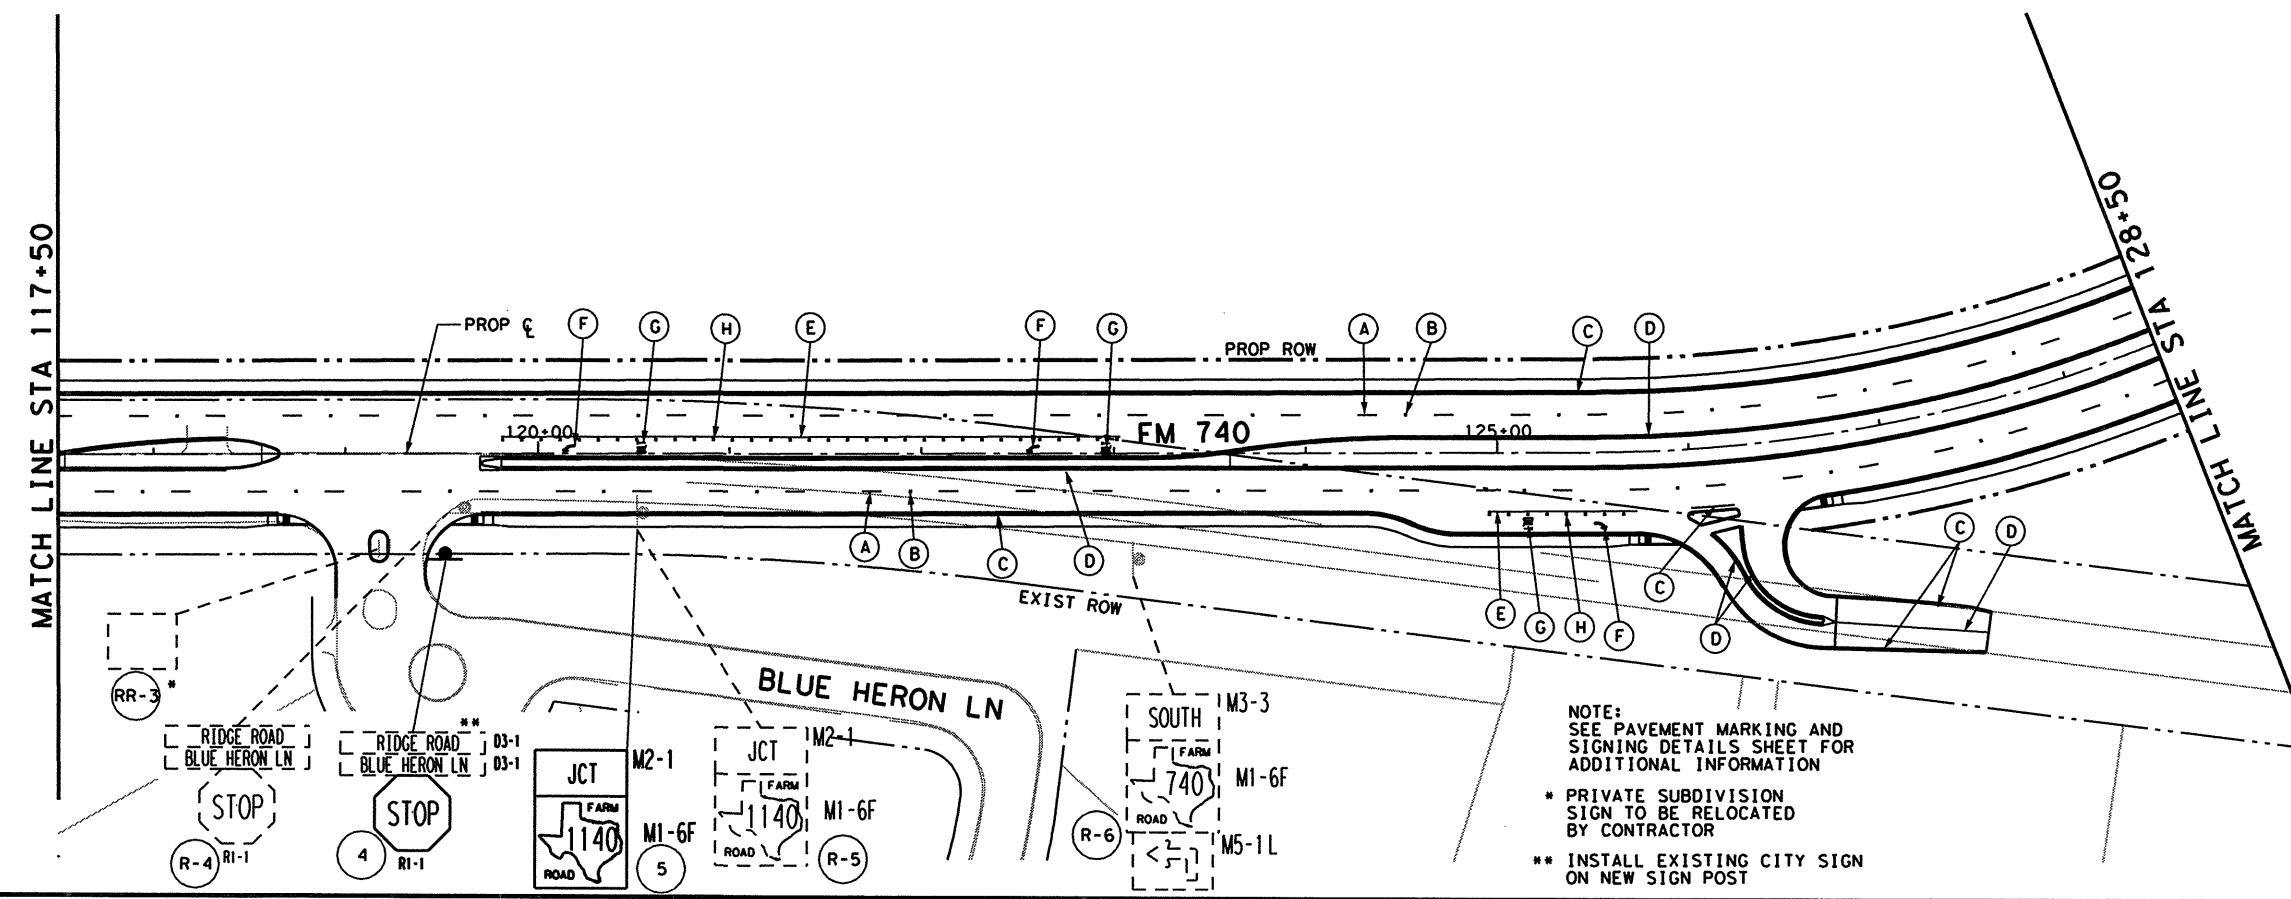 MATCH LINE STA 117+50
MATCH LINE STA 128+50
PROP ℄
F
G
H
E
F
G
A
B
C
D
PROP ROW
120+00
FM 740
125+00
A
B
C
D
EXIST ROW
E
G
H
F
C
D
C
D
BLUE HERON LN
RR-3 *
RIDGE ROAD
BLUE HERON LN
STOP
R-4
R1-1
**
RIDGE ROAD D3-1
BLUE HERON LN D3-1
STOP
4
R1-1
JCT
M2-1
FARM
1140
ROAD
M1-6F
5
JCT
M2-1
FARM
1140
ROAD
M1-6F
R-5
SOUTH
M3-3
FARM
740
ROAD
M1-6F
R-6
M5-1L
NOTE:
SEE PAVEMENT MARKING AND
SIGNING DETAILS SHEET FOR
ADDITIONAL INFORMATION
* PRIVATE SUBDIVISION
SIGN TO BE RELOCATED
BY CONTRACTOR
** INSTALL EXISTING CITY SIGN
ON NEW SIGN POST